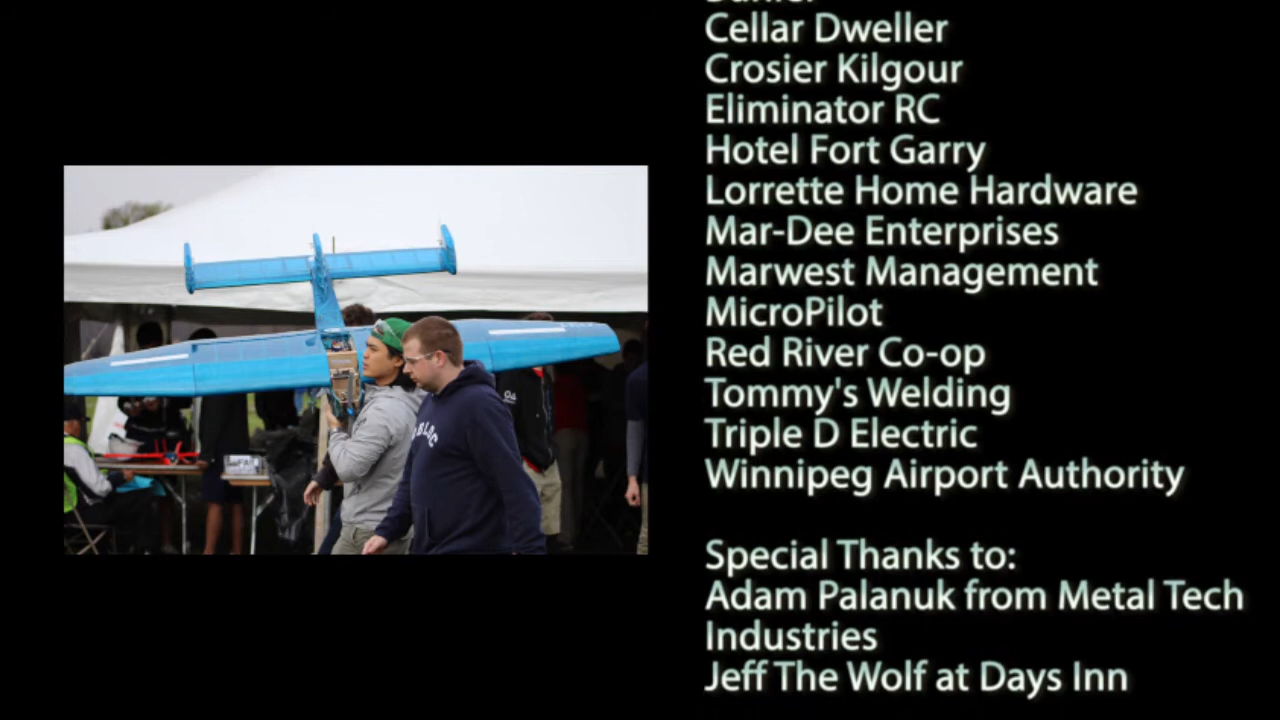 Cellar Dweller
Crosier Kilgour
Eliminator RC
Hotel Fort Garry
Lorrette Home Hardware
Mar-Dee Enterprises
Marwest Management
MicroPilot
Red River Co-op
Tommy's Welding
Triple D Electric
Winnipeg Airport Authority
Special Thanks to:
Adam Palanuk from Metal Tech
Industries
Jeff The Wolf at Days Inn